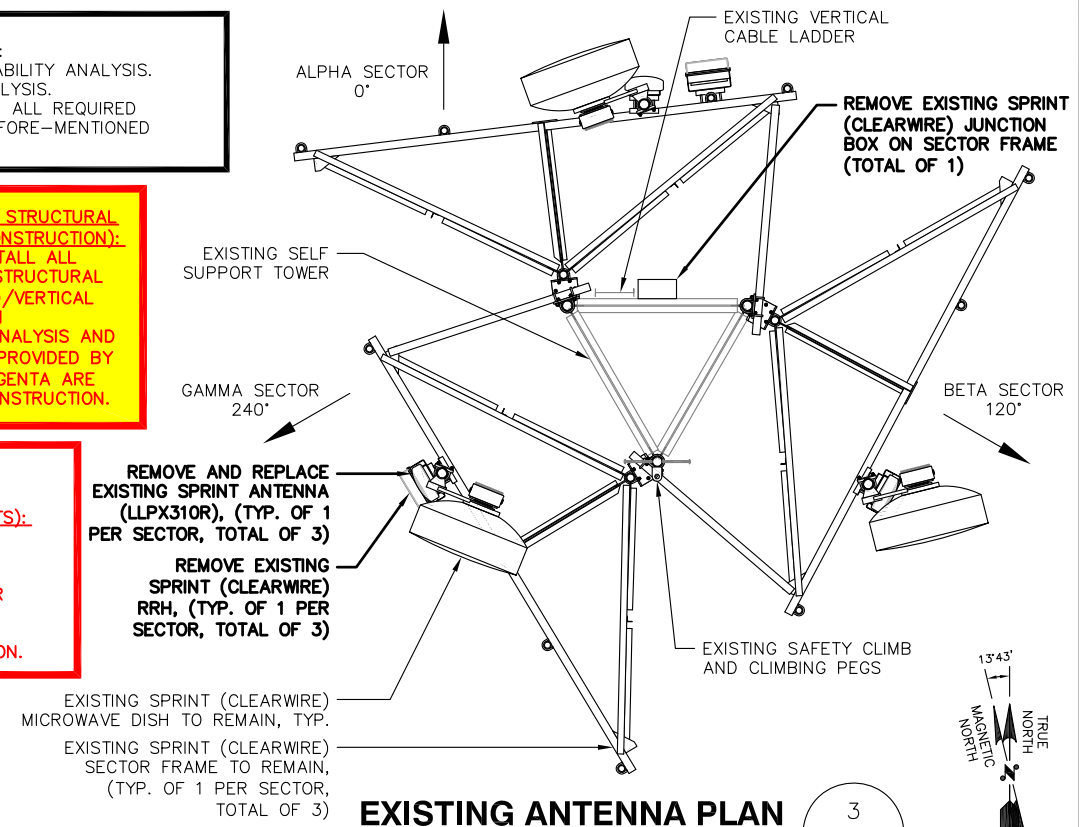 :
ABILITY ANALYSIS.
LYSIS.
ALL REQUIRED
FORE-MENTIONED
STRUCTURAL
ONSTRUCTION):
TALL ALL
STRUCTURAL
/VERTICAL
NALYSIS AND
PROVIDED BY
GENTA ARE
NSTRUCTION.
TS):
R
ON.
ALPHA SECTOR
0°
EXISTING VERTICAL
CABLE LADDER
REMOVE EXISTING SPRINT
(CLEARWIRE) JUNCTION
BOX ON SECTOR FRAME
(TOTAL OF 1)
EXISTING SELF
SUPPORT TOWER
GAMMA SECTOR
240°
BETA SECTOR
120°
REMOVE AND REPLACE
EXISTING SPRINT ANTENNA
(LLPX310R), (TYP. OF 1
PER SECTOR, TOTAL OF 3)
REMOVE EXISTING
SPRINT (CLEARWIRE)
RRH, (TYP. OF 1 PER
SECTOR, TOTAL OF 3)
EXISTING SAFETY CLIMB
AND CLIMBING PEGS
EXISTING SPRINT (CLEARWIRE)
MICROWAVE DISH TO REMAIN, TYP.
EXISTING SPRINT (CLEARWIRE)
SECTOR FRAME TO REMAIN,
(TYP. OF 1 PER SECTOR,
TOTAL OF 3)
13°43'
MAGNETIC
NORTH
TRUE
NORTH
N
EXISTING ANTENNA PLAN
3